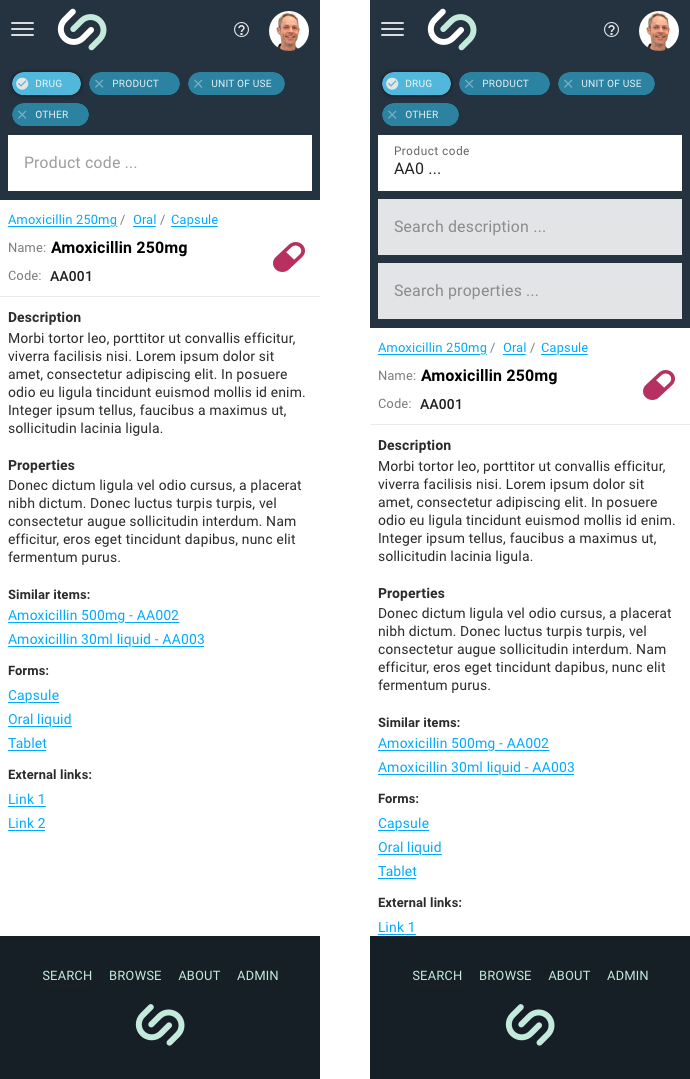 DRUG PRODUCT UNIT OF USE
OTHER
Product code ...
Amoxicillin 250mg / Oral / Capsule
Name: Amoxicillin 250mg
Code: AA001
Description
Morbi tortor leo, porttitor ut convallis efficitur,
viverra facilisis nisi. Lorem ipsum dolor sit
amet, consectetur adipiscing elit. In posuere
odio eu ligula tincidunt euismod mollis id enim.
Integer ipsum tellus, faucibus a maximus ut,
sollicitudin lacinia ligula.
Properties
Donec dictum ligula vel odio cursus, a placerat
nibh dictum. Donec luctus turpis turpis, vel
consectetur augue sollicitudin interdum. Nam
efficitur, eros eget tincidunt dapibus, nunc elit
fermentum purus.
Similar items:
Amoxicillin 500mg - AA002
Amoxicillin 30ml liquid - AA003
Forms:
Capsule
Oral liquid
Tablet
External links:
Link 1
Link 2
SEARCH BROWSE ABOUT ADMIN
DRUG PRODUCT UNIT OF USE
OTHER
Product code
AA0 ...
Search description ...
Search properties ...
Amoxicillin 250mg / Oral / Capsule
Name: Amoxicillin 250mg
Code: AA001
Description
Morbi tortor leo, porttitor ut convallis efficitur,
viverra facilisis nisi. Lorem ipsum dolor sit
amet, consectetur adipiscing elit. In posuere
odio eu ligula tincidunt euismod mollis id enim.
Integer ipsum tellus, faucibus a maximus ut,
sollicitudin lacinia ligula.
Properties
Donec dictum ligula vel odio cursus, a placerat
nibh dictum. Donec luctus turpis turpis, vel
consectetur augue sollicitudin interdum. Nam
efficitur, eros eget tincidunt dapibus, nunc elit
fermentum purus.
Similar items:
Amoxicillin 500mg - AA002
Amoxicillin 30ml liquid - AA003
Forms:
Capsule
Oral liquid
Tablet
External links:
Link 1
SEARCH BROWSE ABOUT ADMIN